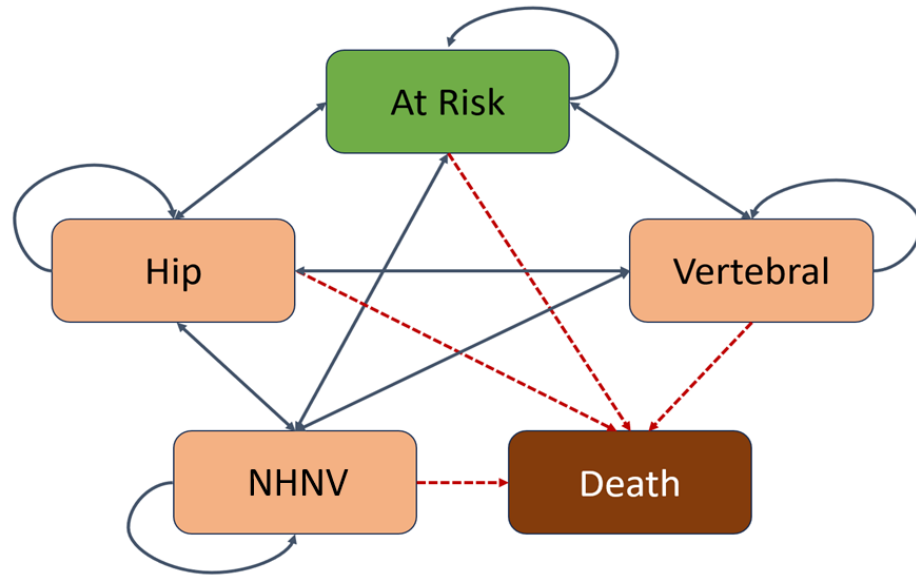 At Risk
Hip
Vertebral
NHNV
Death